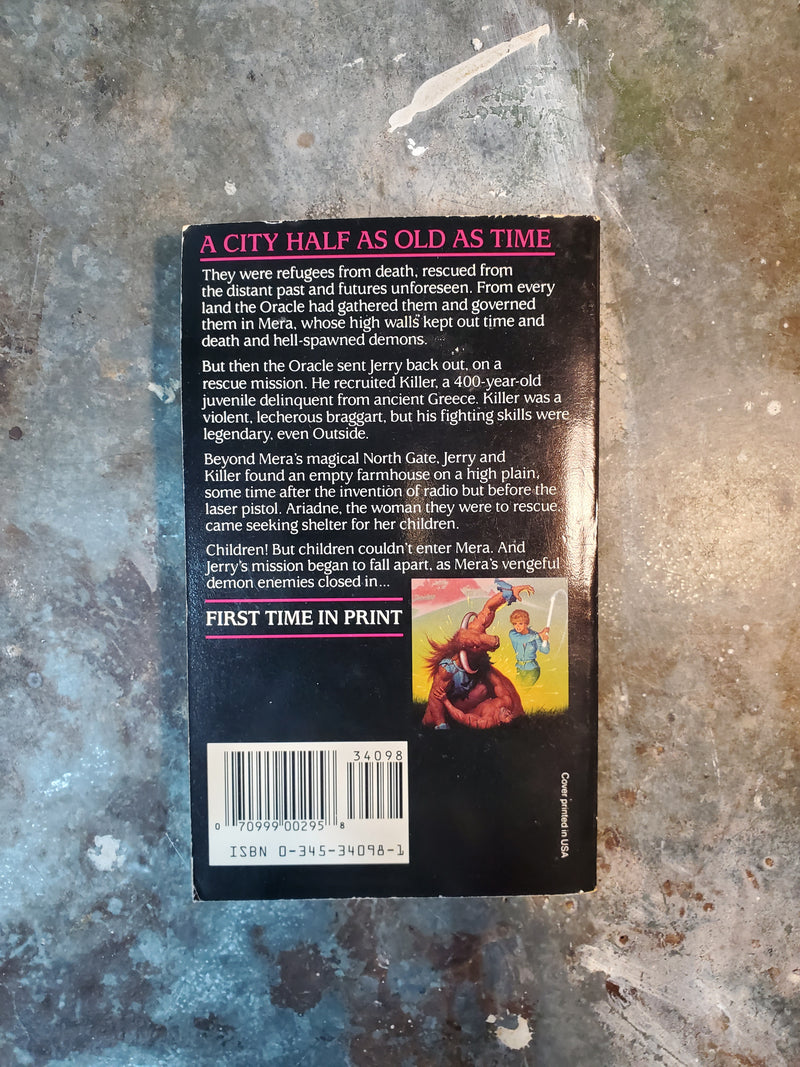 A CITY HALF AS OLD AS TIME
They were refugees from death, rescued from
the distant past and futures unforeseen. From every
land the Oracle had gathered them and governed
them in Mera, whose high walls kept out time and
death and hell-spawned demons.
But then the Oracle sent Jerry back out, on a
rescue mission. He recruited Killer, a 400-year-old
juvenile delinquent from ancient Greece. Killer was a
violent, lecherous braggart, but his fighting skills were
legendary, even Outside.
Beyond Mera's magical North Gate, Jerry and
Killer found an empty farmhouse on a high plain,
some time after the invention of radio but before the
laser pistol. Ariadne, the woman they were to rescue,
came seeking shelter for her children.
Children! But children couldn't enter Mera. And
Jerry's mission began to fall apart, as Mera's vengeful
demon enemies closed in...
FIRST TIME IN PRINT
34098
0 70999 00295 8
ISBN 0-345-34098-1
Cover printed in USA